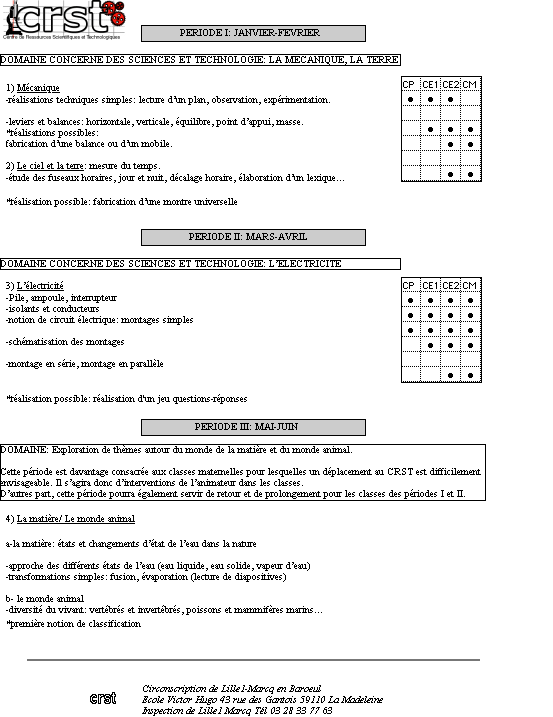 crst
Centre de Ressources Scientifiques et Technologiques
PERIODE I: JANVIER-FEVRIER
DOMAINE CONCERNE DES SCIENCES ET TECHNOLOGIE: LA MECANIQUE, LA TERRE
CP CE1 CE2 CM
1) Mécanique
-réalisations techniques simples: lecture d'un plan, observation, expérimentation.
-leviers et balances: horizontale, verticale, équilibre, point d'appui, masse.
*réalisations possibles:
fabrication d'une balance ou d'un mobile.
2) Le ciel et la terre: mesure du temps.
-étude des fuseaux horaires, jour et nuit, décalage horaire, élaboration d'un lexique...
*réalisation possible: fabrication d'une montre universelle
PERIODE II: MARS-AVRIL
DOMAINE CONCERNE DES SCIENCES ET TECHNOLOGIE: L'ELECTRICITE
CP CE1 CE2 CM
3) L'électricité
-Pile, ampoule, interrupteur
-isolants et conducteurs
-notion de circuit électrique: montages simples
-schématisation des montages
-montage en série, montage en parallèle
*réalisation possible: réalisation d'un jeu questions-réponses
PERIODE III: MAI-JUIN
DOMAINE: Exploration de thèmes autour du monde de la matière et du monde animal.
Cette période est davantage consacrée aux classes maternelles pour lesquelles un déplacement au CRST est difficilement
envisageable. Il s'agira donc d'interventions de l'animateur dans les classes.
D'autres part, cette période pourra également servir de retour et de prolongement pour les classes des périodes I et II.
4) La matière/ Le monde animal
a-la matière: états et changements d'état de l'eau dans la nature
-approche des différents états de l'eau (eau liquide, eau solide, vapeur d'eau)
-transformations simples: fusion, évaporation (lecture de diapositives)
b- le monde animal
-diversité du vivant: vertébrés et invertébrés, poissons et mammifères marins...
*première notion de classification
crst
Circonscription de Lille1-Marcq en Baroeul
Ecole Victor Hugo 43 rue des Gantois 59110 La Madeleine
Inspection de Lille1 Marcq Tél. 03 28 33 77 63